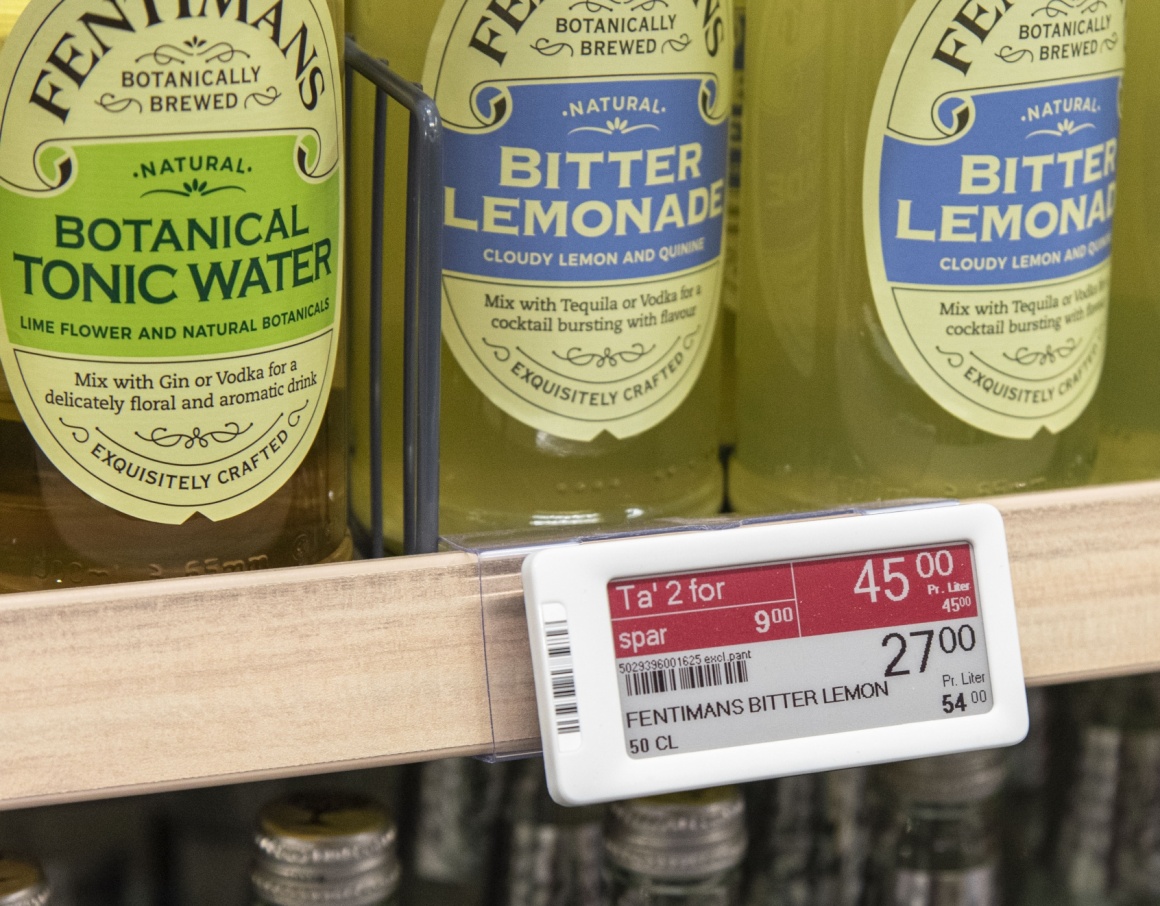 FENTIMANS
BOTANICALLY
BREWED
·NATURAL·
BOTANICAL
TONIC WATER
LIME FLOWER AND NATURAL BOTANICALS
Mix with Gin or Vodka for a
delicately floral and aromatic drink
EXQUISITELY CRAFTED
FENTIMANS
BOTANICALLY
BREWED
·NATURAL·
BITTER
LEMONADE
CLOUDY LEMON AND QUININE
Mix with Tequila or Vodka for a
cocktail bursting with flavour
EXQUISITELY CRAFTED
BOTANICALLY
BREWED
·NATURAL·
BITTER
LEMONAD
CLOUDY LEMON AND
Mix with Tequila or Vodka
cocktail bursting with
EXQUISITELY CRAFTED
Ta' 2 for
45 00
Pr. Liter
45 00
spar 9 00
27 00
5029396001625 excl.pant
Pr. Liter
54 00
FENTIMANS BITTER LEMON
50 CL